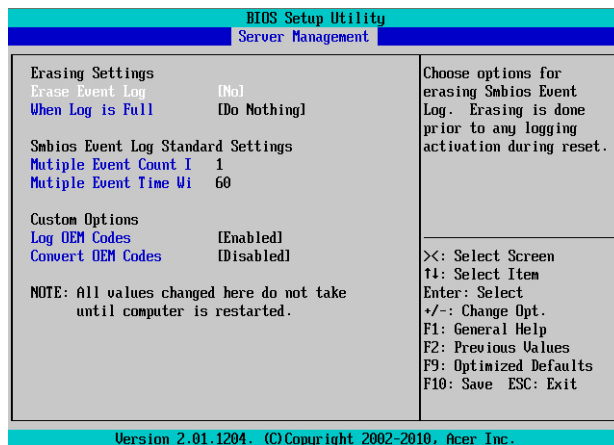 BIOS Setup Utility
Server Management
Erasing Settings
Erase Event Log [No]
When Log is Full [Do Nothing]
Smbios Event Log Standard Settings
Mutiple Event Count I 1
Mutiple Event Time Wi 60
Custom Options
Log OEM Codes [Enabled]
Convert OEM Codes [Disabled]
NOTE: All values changed here do not take
until computer is restarted.
Choose options for
erasing Smbios Event
Log. Erasing is done
prior to any logging
activation during reset.
><: Select Screen
↑↓: Select Item
Enter: Select
+/-: Change Opt.
F1: General Help
F2: Previous Values
F9: Optimized Defaults
F10: Save ESC: Exit
Version 2.01.1204. (C)Copyright 2002-2010, Acer Inc.